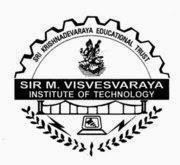 SRI KRISHNADEVARAYA EDUCATIONAL TRUST
SIR M. VISVESVARAYA
INSTITUTE OF TECHNOLOGY